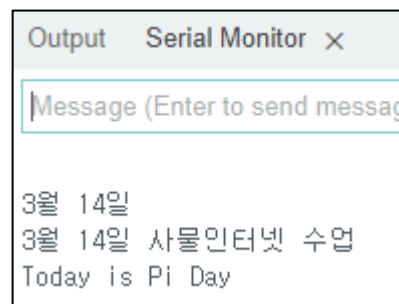 Output Serial Monitor ×
Message (Enter to send messag
3월 14일
3월 14일 사물인터넷 수업
Today is Pi Day